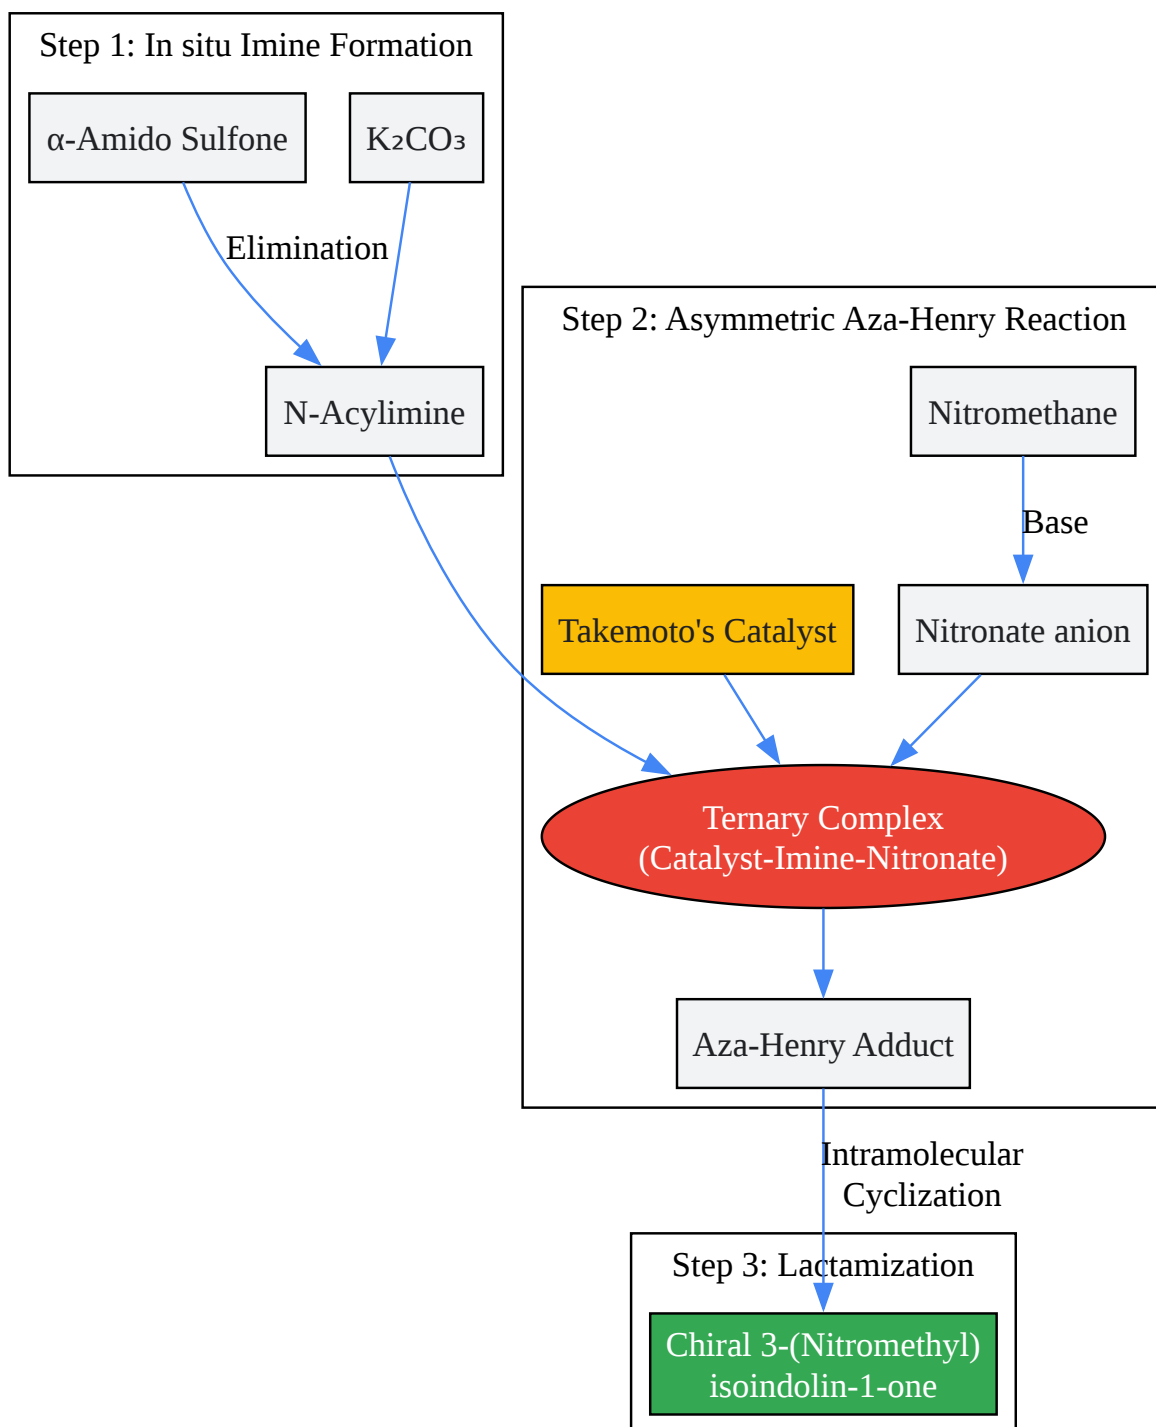 Step 1: In situ Imine Formation
α-Amido Sulfone
K₂CO₃
Elimination
N-Acylimine
Step 2: Asymmetric Aza-Henry Reaction
Nitromethane
Base
Takemoto's Catalyst
Nitronate anion
Ternary Complex
(Catalyst-Imine-Nitronate)
Aza-Henry Adduct
Intramolecular
Cyclization
Step 3: Lactamization
Chiral 3-(Nitromethyl)
isoindolin-1-one